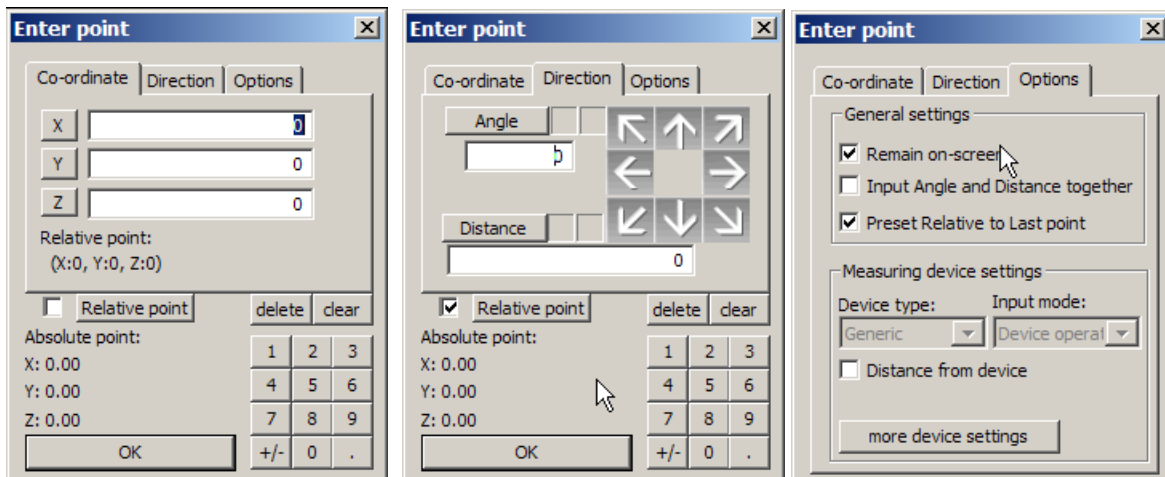 Enter point
Co-ordinate Direction Options
X 0
Y 0
Z 0
Relative point:
(X:0, Y:0, Z:0)
Relative point delete clear
Absolute point:
X: 0.00
Y: 0.00
Z: 0.00
1 2 3
4 5 6
7 8 9
OK +/- 0 .
Enter point
Co-ordinate Direction Options
Angle
0
Distance
0
Relative point delete clear
Absolute point:
X: 0.00
Y: 0.00
Z: 0.00
1 2 3
4 5 6
7 8 9
OK +/- 0 .
Enter point
Co-ordinate Direction Options
General settings
Remain on-screen
Input Angle and Distance together
Preset Relative to Last point
Measuring device settings
Device type: Input mode:
Generic Device operat
Distance from device
more device settings